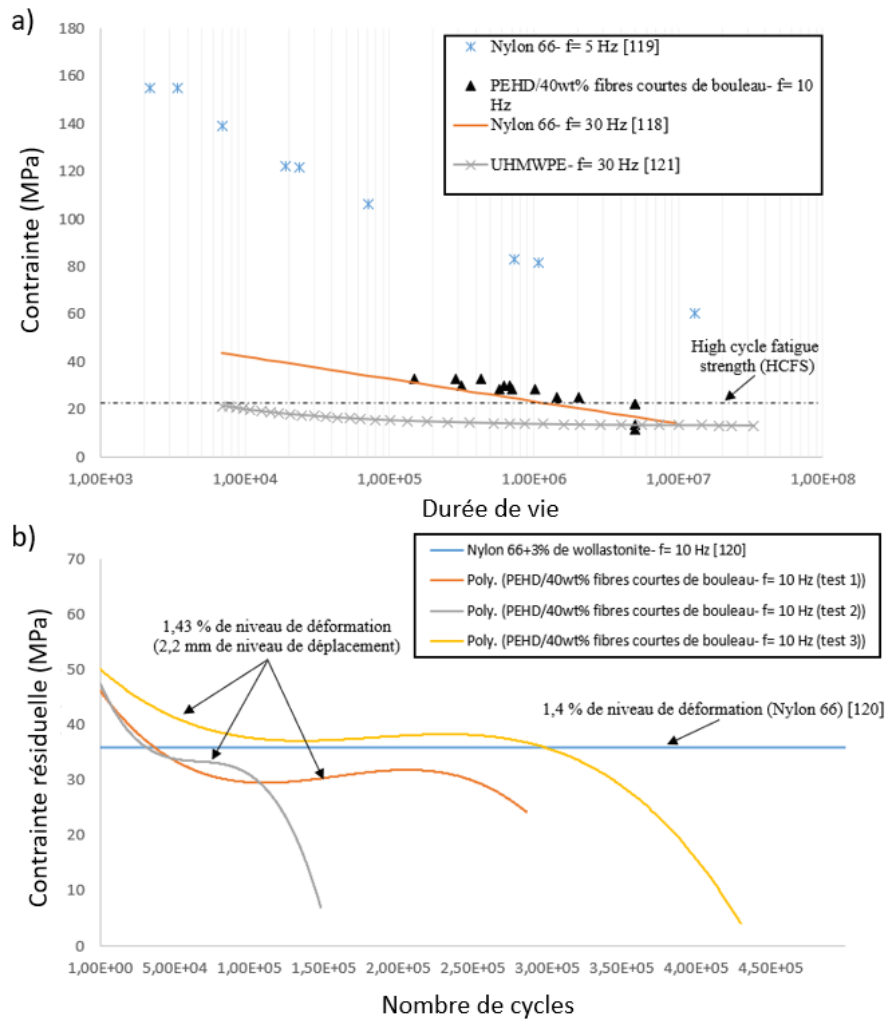 a)
180
160
140
120
100
80
60
40
20
0
Contrainte (MPa)
Nylon 66- f= 5 Hz [119]
PEHD/40wt% fibres courtes de bouleau- f= 10
Hz
Nylon 66- f= 30 Hz [118]
UHMWPE- f= 30 Hz [121]
High cycle fatigue
strength (HCFS)
1,00E+03 1,00E+04 1,00E+05 1,00E+06 1,00E+07 1,00E+08
Durée de vie
b)
70
60
50
40
30
20
10
0
Contrainte résiduelle (MPa)
Nylon 66+3% de wollastonite- f= 10 Hz [120]
Poly. (PEHD/40wt% fibres courtes de bouleau- f= 10 Hz (test 1))
Poly. (PEHD/40wt% fibres courtes de bouleau- f= 10 Hz (test 2))
Poly. (PEHD/40wt% fibres courtes de bouleau- f= 10 Hz (test 3))
1,43 % de niveau de déformation
(2,2 mm de niveau de déplacement)
1,4 % de niveau de déformation (Nylon 66) [120]
1,00E+00 5,00E+04 1,00E+05 1,50E+05 2,00E+05 2,50E+05 3,00E+05 3,50E+05 4,00E+05 4,50E+05
Nombre de cycles